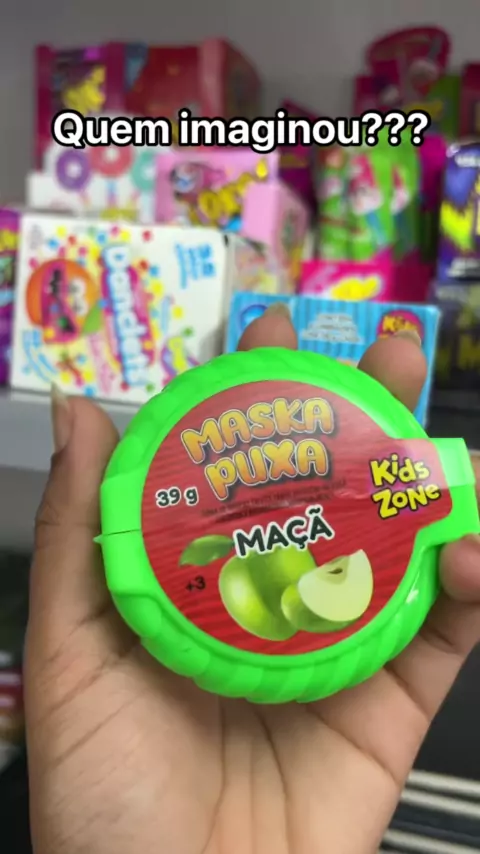 Quem imaginou???
MASKA
PUXA
39 g
Kids
ZONe
MAÇÃ
+3